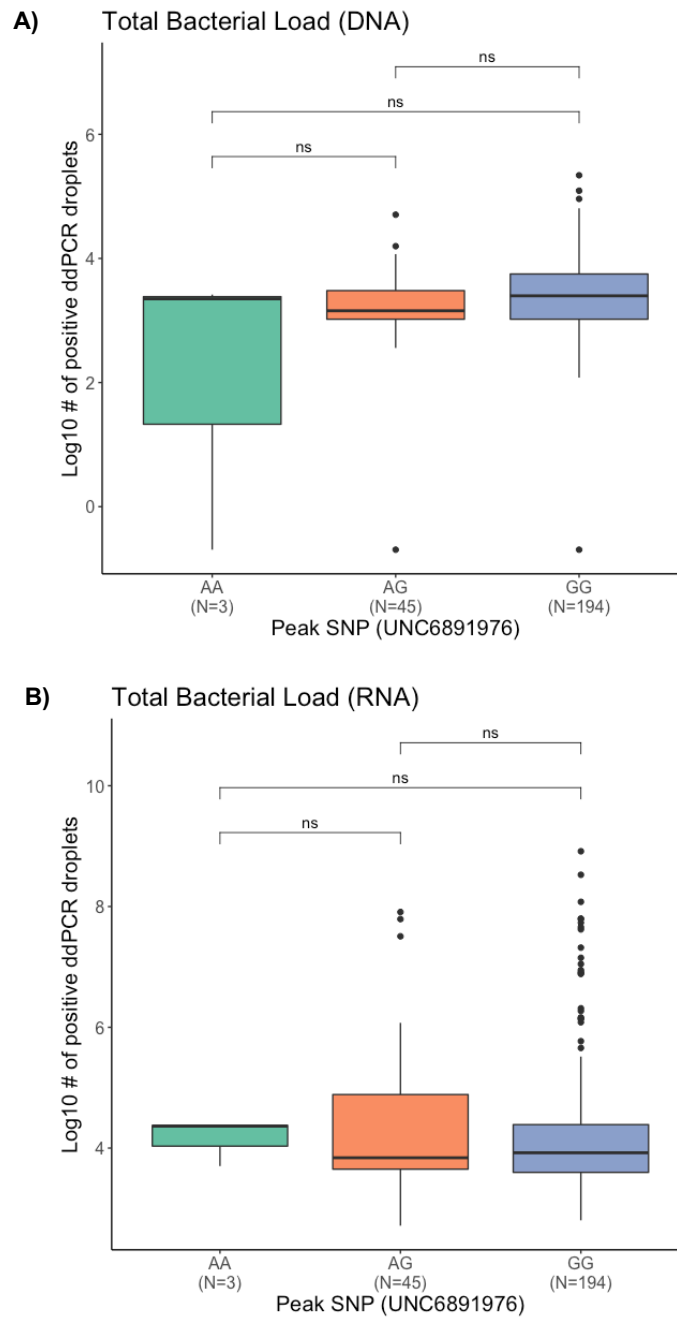 A)
Total Bacterial Load (DNA)
ns
ns
ns
Log10 # of positive ddPCR droplets
6
4
2
0
AA
(N=3)
AG
(N=45)
GG
(N=194)
Peak SNP (UNC6891976)
B)
Total Bacterial Load (RNA)
ns
ns
ns
Log10 # of positive ddPCR droplets
10
8
6
4
AA
(N=3)
AG
(N=45)
GG
(N=194)
Peak SNP (UNC6891976)